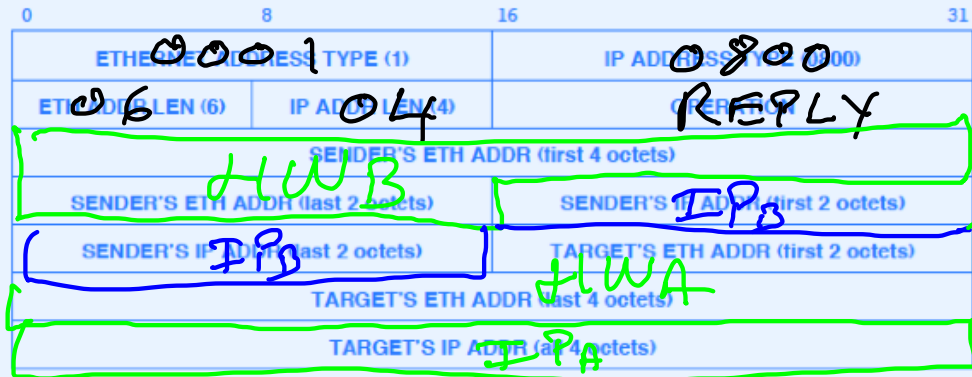 0 8 16 31
ETHERNET ADDRESS TYPE (1) IP ADDRESS TYPE (0800)
0001 0800
ETH ADDR LEN (6) IP ADDR LEN (4) OPERATION
06 04 REPLY
SENDER'S ETH ADDR (first 4 octets)
HWB
SENDER'S ETH ADDR (last 2 octets) SENDER'S IP ADDR (first 2 octets)
IPB
SENDER'S IP ADDR (last 2 octets) TARGET'S ETH ADDR (first 2 octets)
IPB
HWA
TARGET'S ETH ADDR (last 4 octets)
TARGET'S IP ADDR (all 4 octets)
IPA